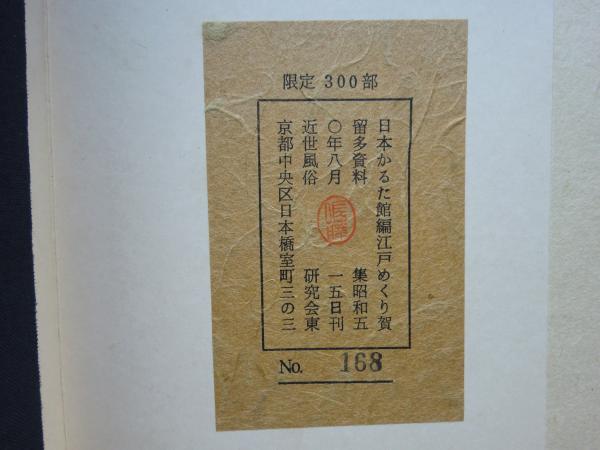 限定 300部
日本かるた館編江戸めくり賀
留多資料 集昭和五
〇年八月 一五日刊
近世風俗 研究会東
京都中央区日本橋室町三の三
No. 168